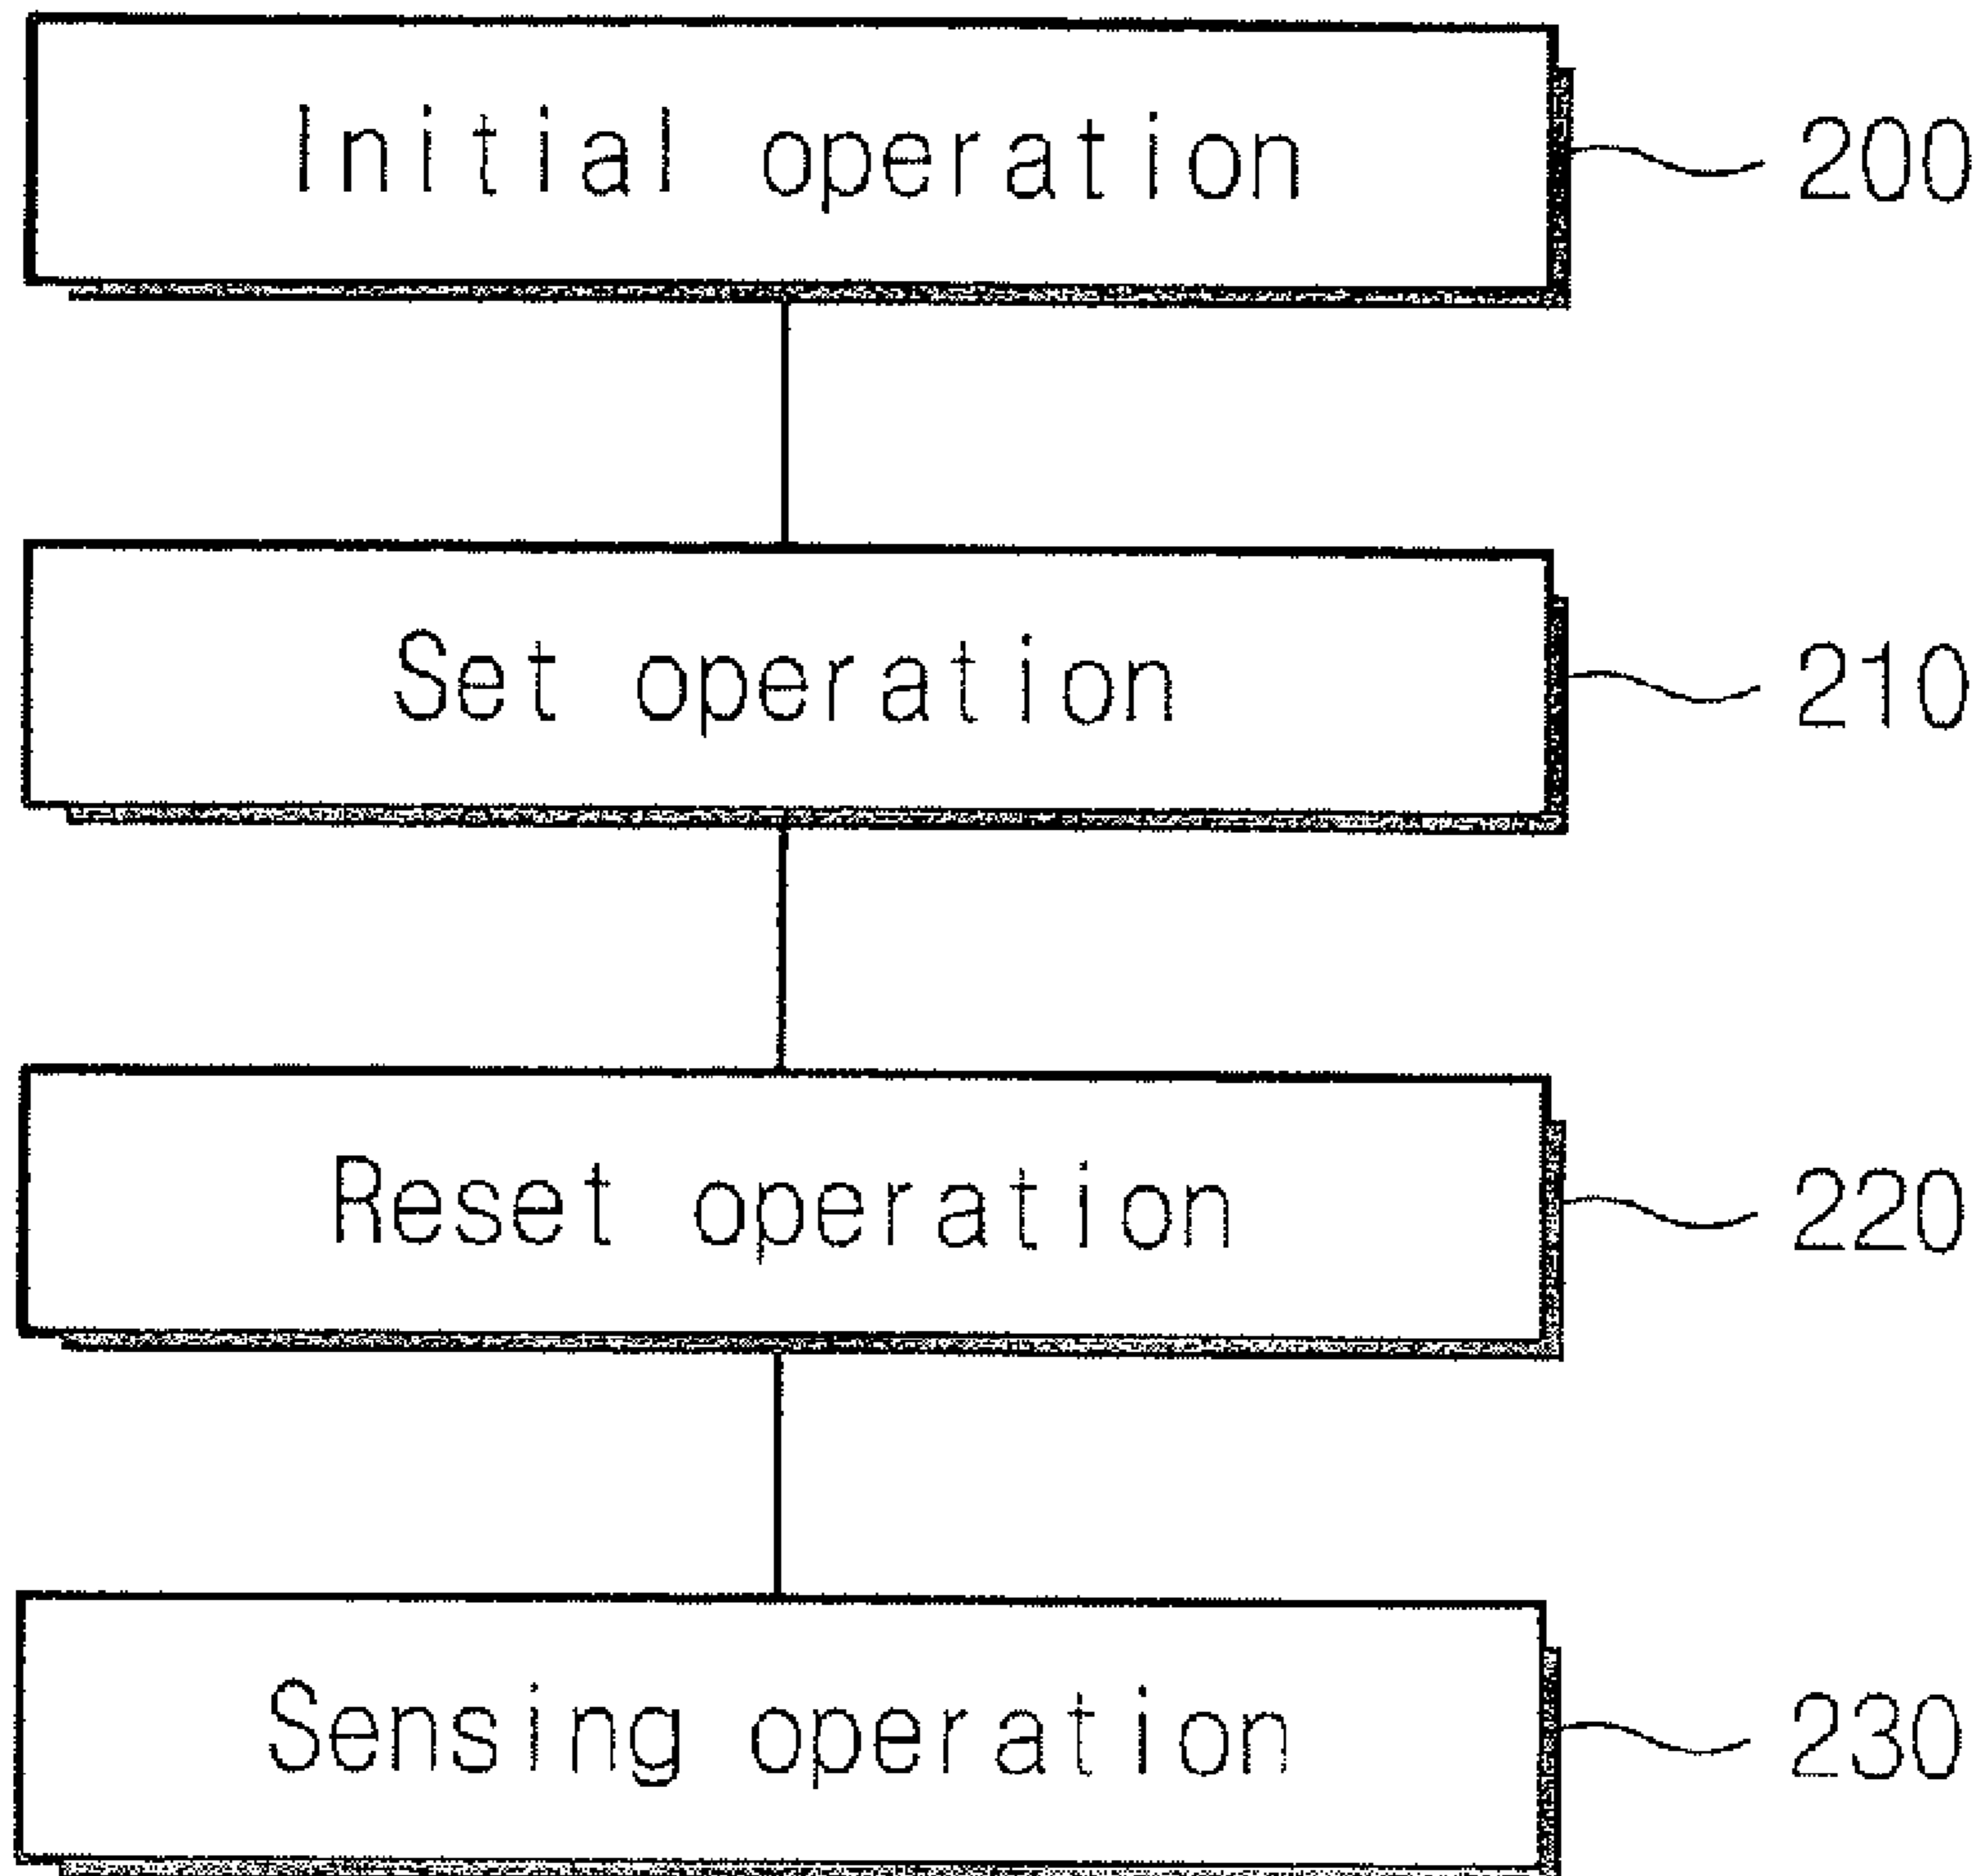 Initial operation 200
Set operation 210
Reset operation 220
Sensing operation 230